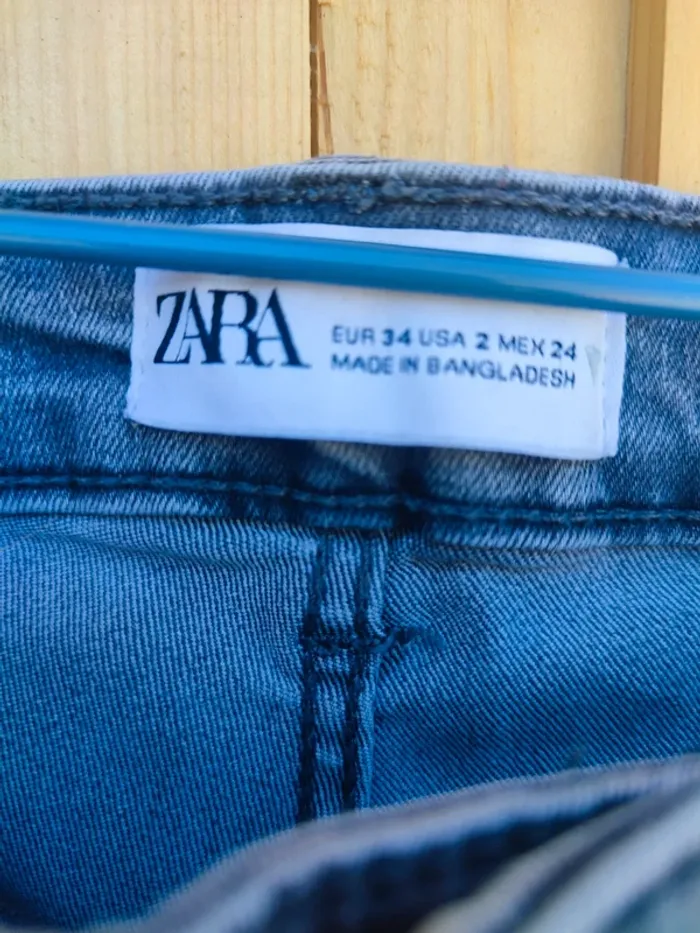 ZARA
EUR 34 USA 2 MEX 24
MADE IN BANGLADESH